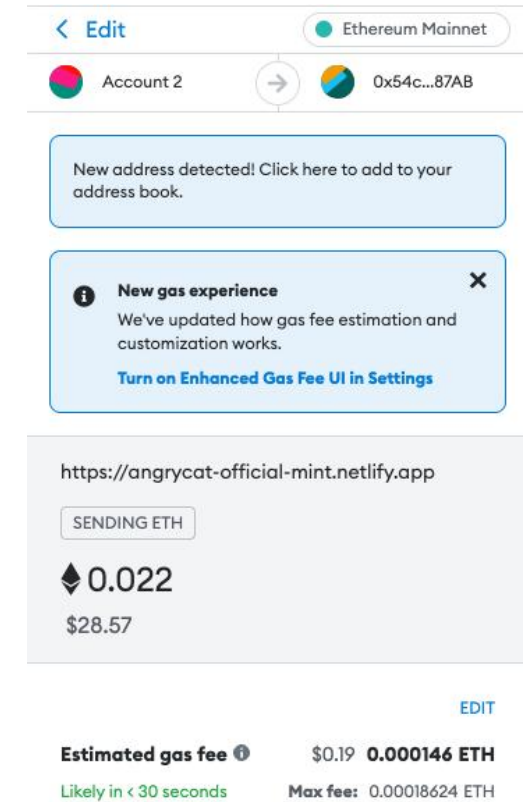 Edit
Ethereum Mainnet
Account 2
0x54c...87AB
New address detected! Click here to add to your
address book.
New gas experience
We've updated how gas fee estimation and
customization works.
Turn on Enhanced Gas Fee UI in Settings
https://angrycat-official-mint.netlify.app
SENDING ETH
0.022
$28.57
EDIT
Estimated gas fee $0.19 0.000146 ETH
Likely in < 30 seconds Max fee: 0.00018624 ETH